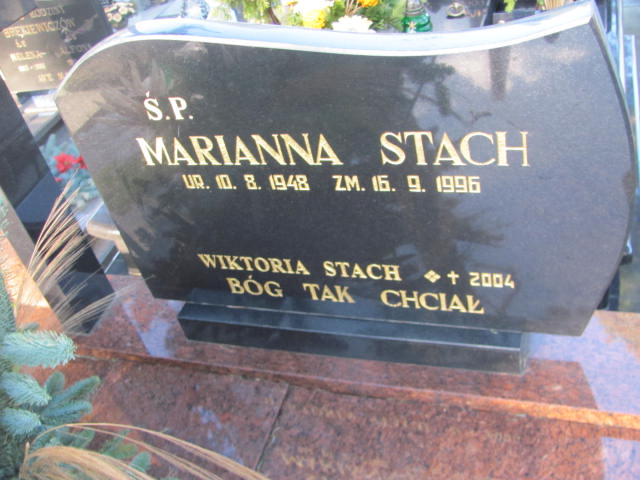 Ś.P.
MARIANNA STACH
UR. 10. 8. 1948 ZM. 16. 9. 1996
WIKTORIA STACH ❖ † 2004
BÓG TAK CHCIAŁ